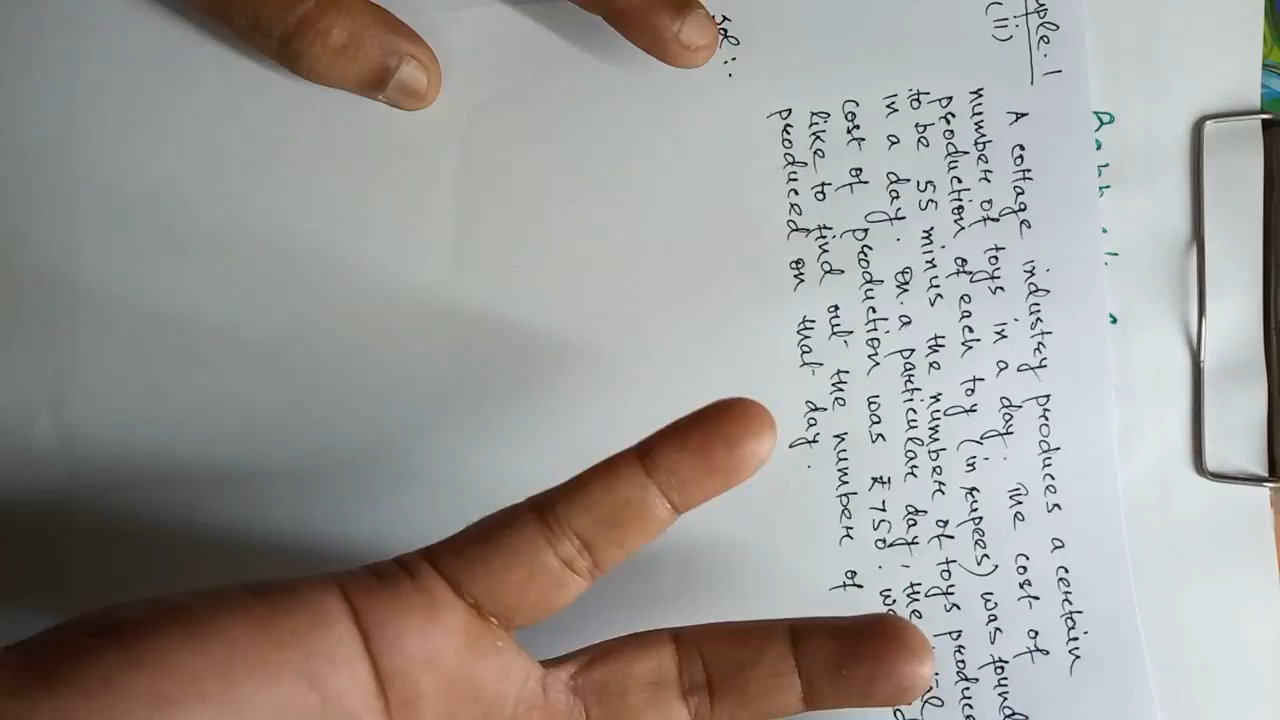 Example. 1
(ii)
A cottage industry produces a certain
number of toys in a day. The cost of
production of each toy (in rupees) was found
to be 55 minus the number of toys produced
in a day. On a particular day, the
cost of production was ₹750. We
like to find out the number of
produced on that day.
Sol :-